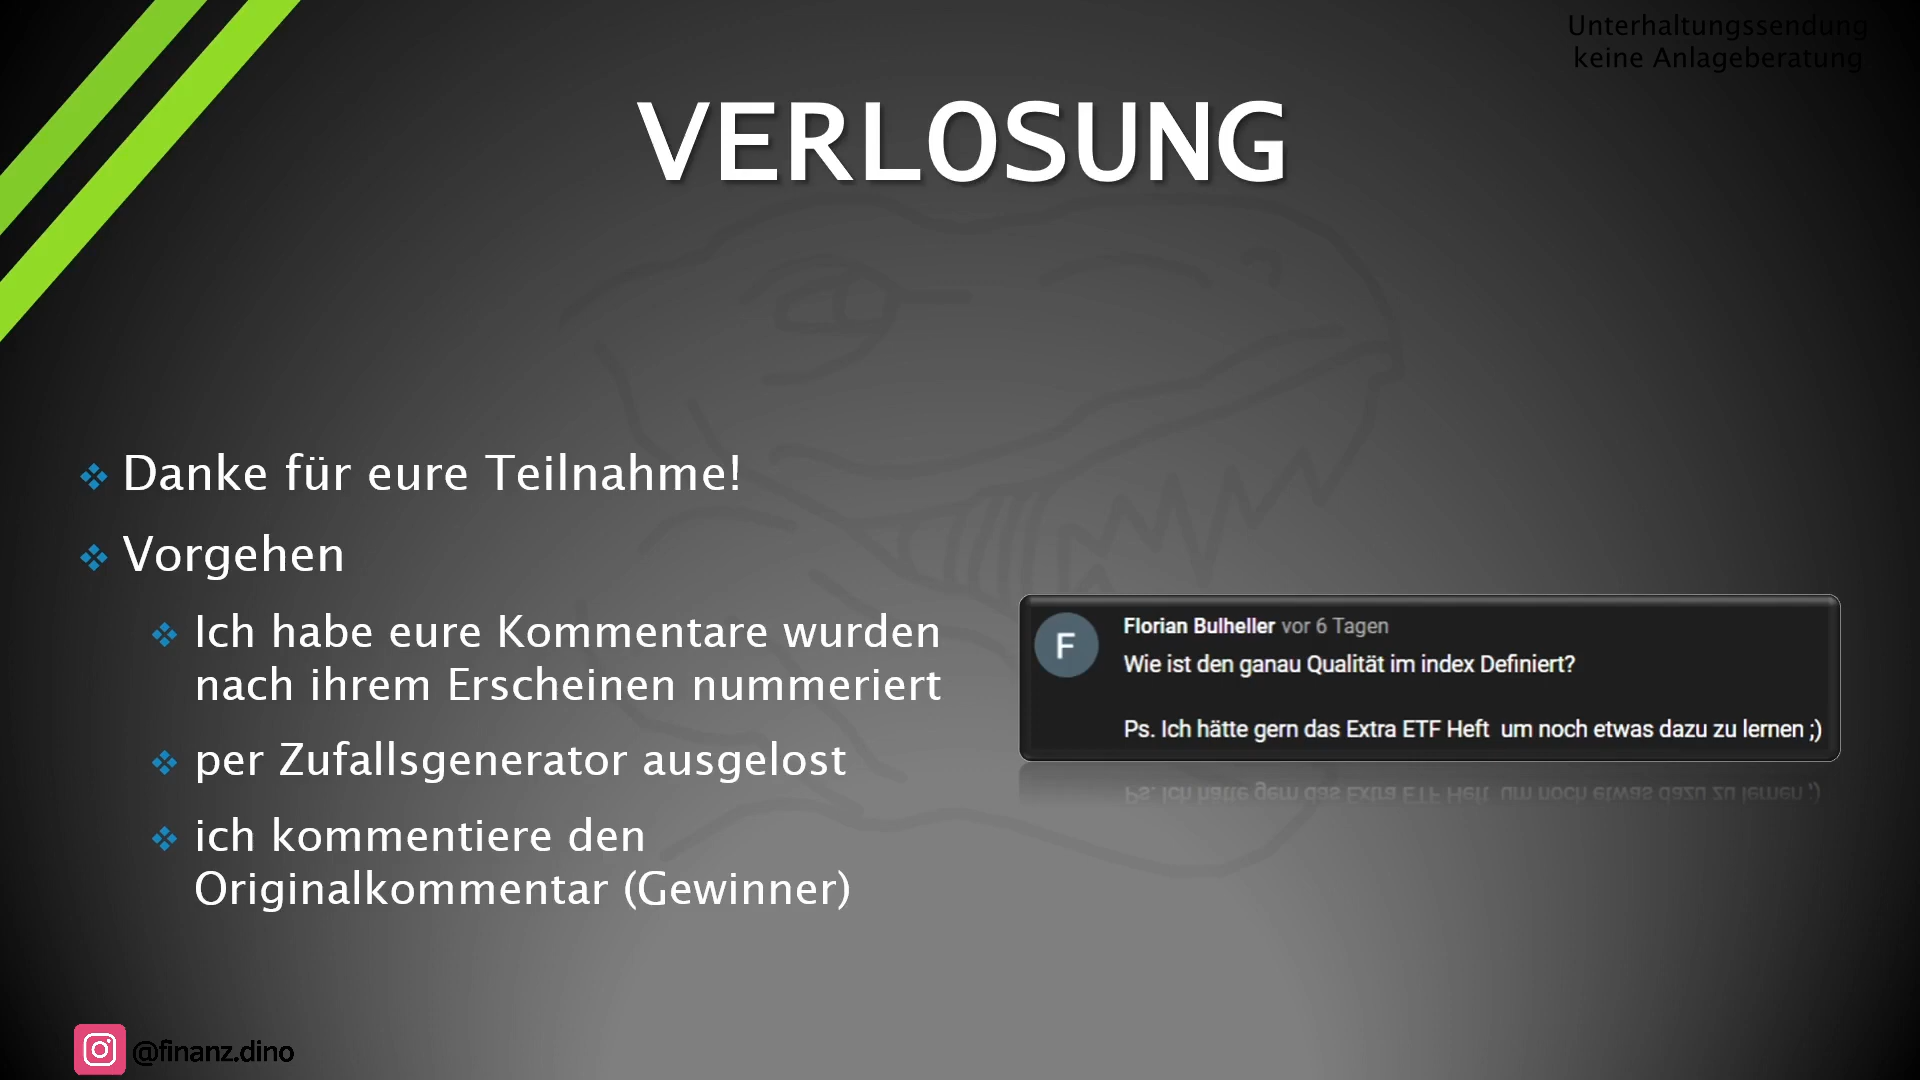 Unterhaltungssendung
keine Anlageberatung
VERLOSUNG
Danke für eure Teilnahme!
Vorgehen
Ich habe eure Kommentare wurden
nach ihrem Erscheinen nummeriert
per Zufallsgenerator ausgelost
ich kommentiere den
Originalkommentar (Gewinner)
F
Florian Bulheller vor 6 Tagen
Wie ist den ganau Qualität im index Definiert?
Ps. Ich hätte gern das Extra ETF Heft um noch etwas dazu zu lernen ;)
@finanz.dino